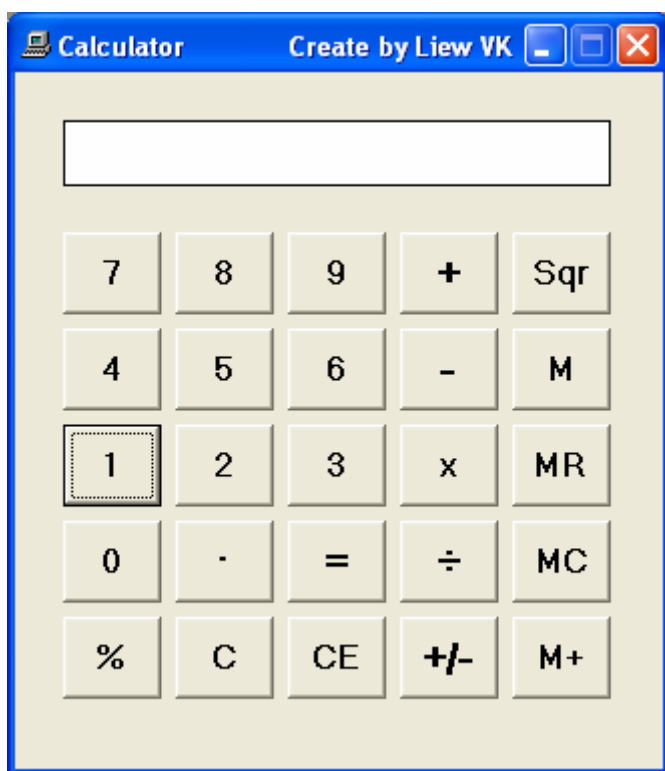 Calculator Create by Liew VK
7 8 9 + Sqr
4 5 6 - M
1 2 3 x MR
0 . = ÷ MC
% C CE +/- M+